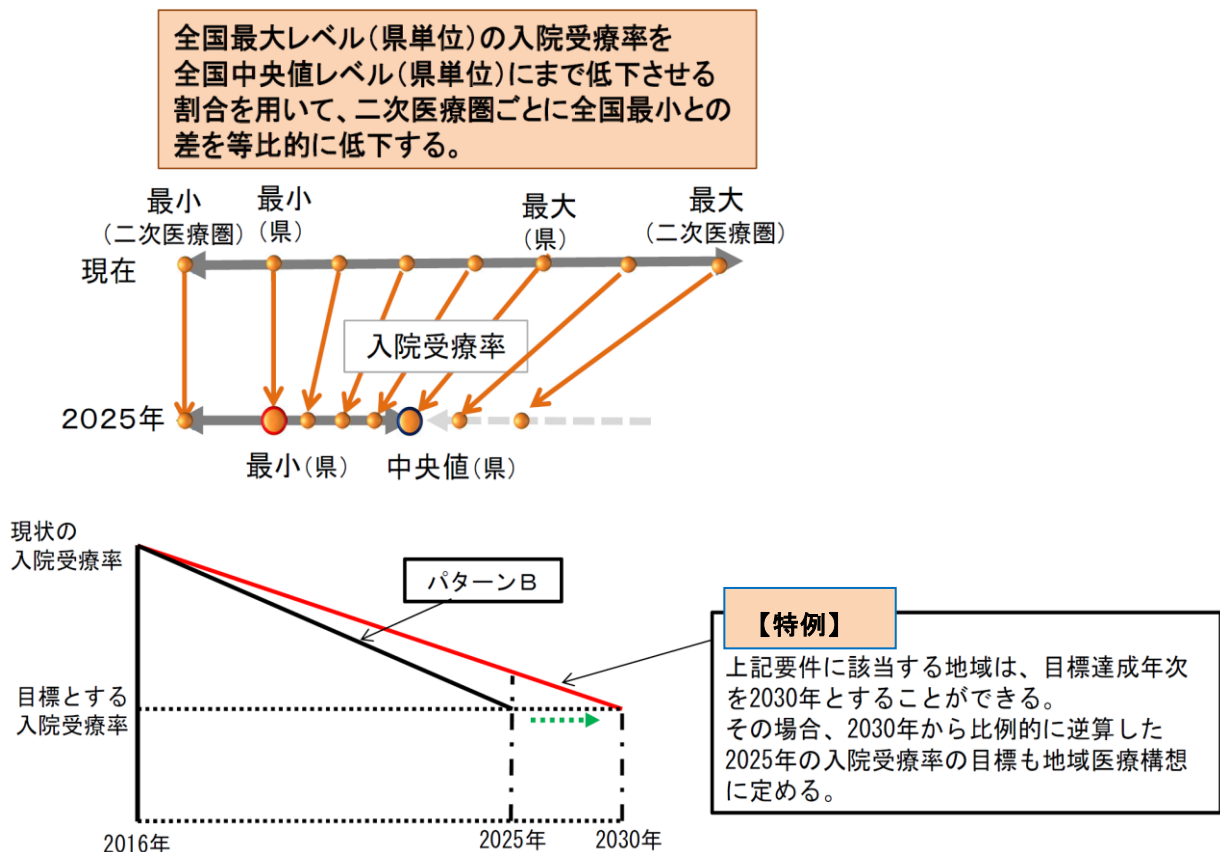 全国最大レベル(県単位)の入院受療率を
全国中央値レベル(県単位)にまで低下させる
割合を用いて、二次医療圏ごとに全国最小との
差を等比的に低下する。
最小
(二次医療圏)
最小
(県)
最大
(県)
最大
(二次医療圏)
現在
入院受療率
2025年
最小(県)
中央値(県)
現状の
入院受療率
パターンB
【特例】
上記要件に該当する地域は、目標達成年次
を2030年とすることができる。
その場合、2030年から比例的に逆算した
2025年の入院受療率の目標も地域医療構想
に定める。
目標とする
入院受療率
2016年
2025年
2030年